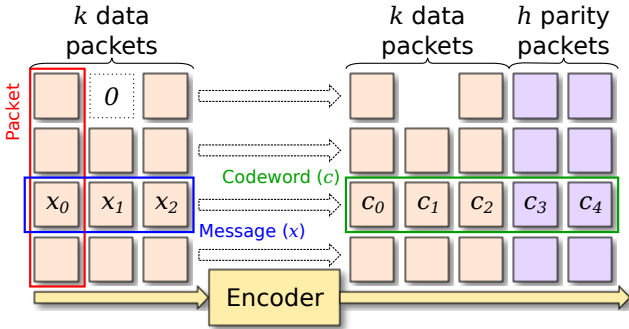 k data
packets
k data
packets
h parity
packets
Packet
0
Codeword (c)
x0 x1 x2
c0 c1 c2 c3 c4
Message (x)
Encoder